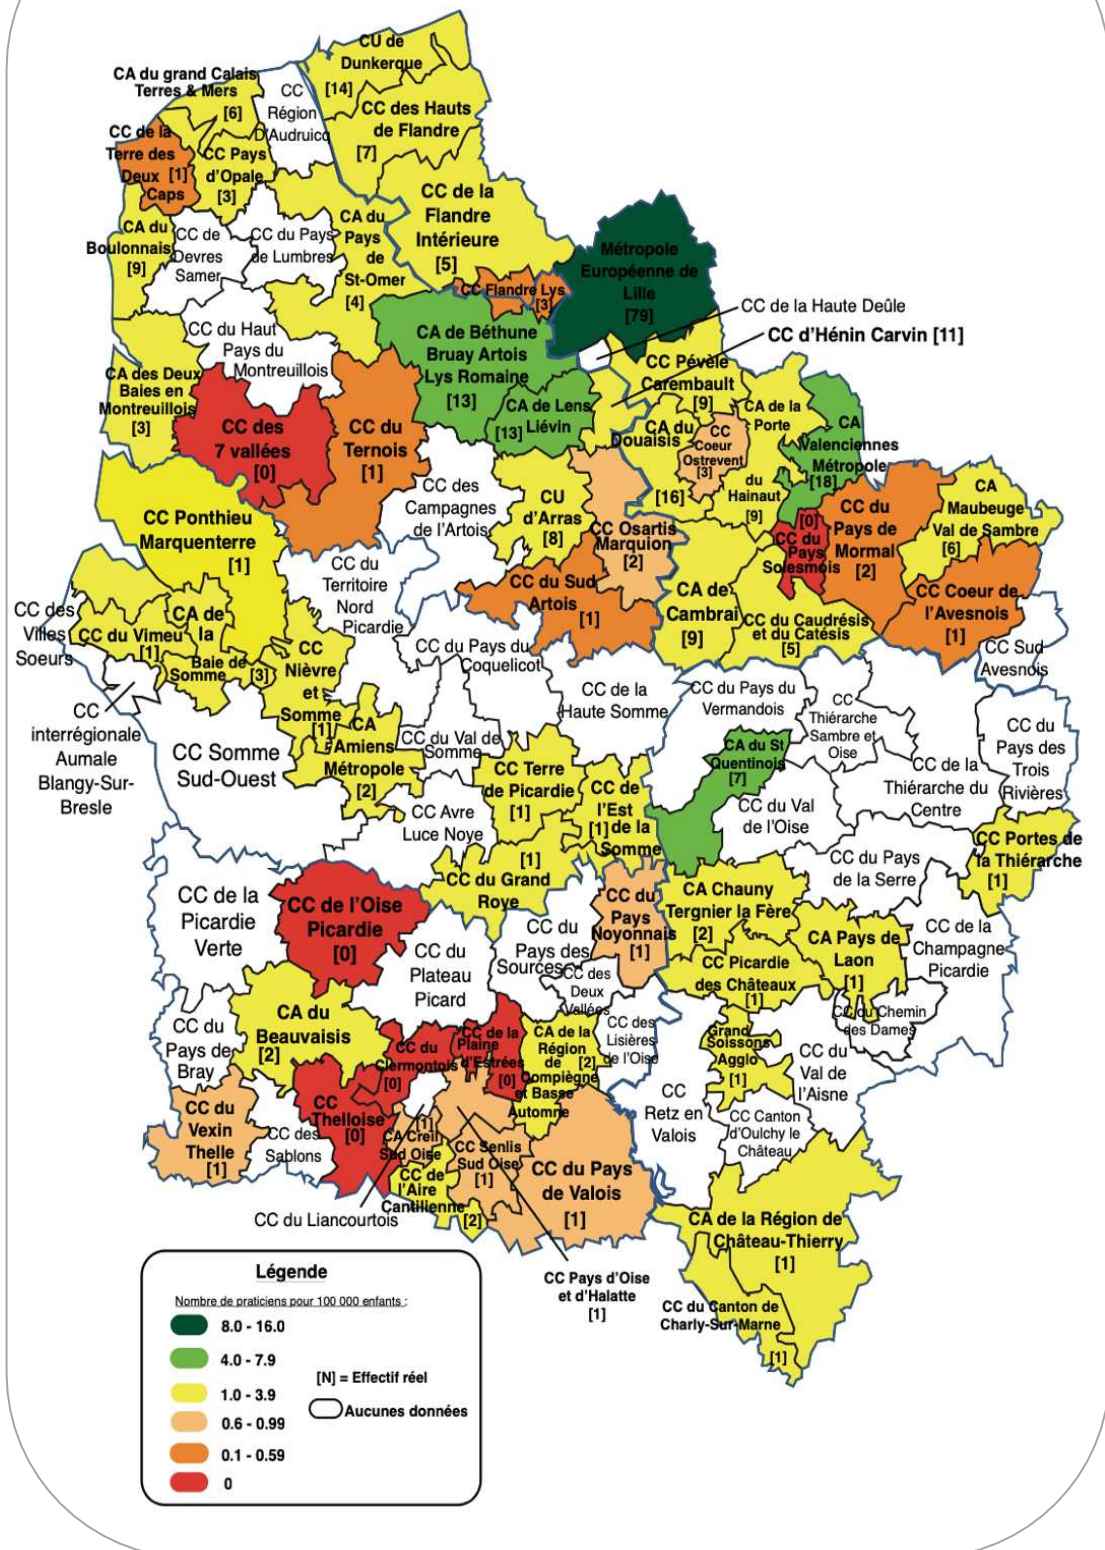 CU de
Dunkerque
[14]
CA du grand Calais
Terres & Mers
[6]
CC
Région
D'Audruicq
CC des Hauts
de Flandre
[7]
CC de la
Terre des
Deux [1]
Caps
CC Pays
d'Opale
[3]
CC de la
Flandre
Intérieure
[5]
CA du
Boulonnais
[9]
CC de
Devres
Samer
CC du Pays
de Lumbres
CA du
Pays
de
St-Omer
[4]
CC Flandre Lys
[3]
Métropole
Européenne de
Lille
[79]
CC de la Haute Deûle
CC d'Hénin Carvin [11]
CC du Haut
Pays du
Montreuillois
CA de Béthune
Bruay Artois
Lys Romaine
[13]
CC Pévèle
Carembault
[9]
CA des Deux
Baies en
Montreuillois
[3]
CA de Lens
Liévin
[13]
CA de la
Porte
du
Hainaut
[9]
CC des
7 vallées
[0]
CC du
Ternois
[1]
CA du
Douaisis
[16]
CC
Coeur
Ostrevent
[3]
CA
Valenciennes
Métropole
[18]
CC des
Campagnes
de l'Artois
CU
d'Arras
[8]
CC Osartis
Marquion
[2]
[0]
CC du
Pays
Solesmois
CC du
Pays de
Mormal
[2]
CA
Maubeuge
Val de Sambre
[6]
CC Ponthieu
Marquenterre
[1]
CC du
Territoire
Nord
Picardie
CC du Sud
Artois
[1]
CA de
Cambrai
[9]
CC du Caudrésis
et du Catésis
[5]
CC Coeur de
l'Avesnois
[1]
CC Sud
Avesnois
CC des
Villes
Soeurs
CC du Vimeu
[1]
CA de
la
Baie de
Somme
[3]
CC
Nièvre
et
Somme
[1]
CC du Pays du
Coquelicot
CC de la
Haute Somme
CC du Pays du
Vermandois
CC
Thiérarche
Sambre et
Oise
CC du
Pays des
Trois
Rivières
CC
interrégionale
Aumale
Blangy-Sur-
Bresle
CC Somme
Sud-Ouest
CA
Amiens
Métropole
[2]
CC du Val de
Somme
CA du St
Quentinois
[7]
CC de la
Thiérarche du
Centre
CC Terre
de Picardie
[1]
CC de
l'Est
[1] de la
Somme
CC du Val
de l'Oise
CC Avre
Luce Noye
CC Portes de
la Thiérarche
[1]
[1]
CC du Grand
Roye
CC du Pays
de la Serre
CC de la
Picardie
Verte
CC de l'Oise
Picardie
[0]
CC du
Pays
Noyonnais
[1]
CA Chauny
Tergnier la Fère
[2]
CC du
Pays des
Sources
CA Pays de
Laon
[1]
CC de la
Champagne
Picardie
CC du
Plateau
Picard
CC des
Deux
Vallées
CC Picardie
des Châteaux
[1]
CC du
Pays de
Bray
CA du
Beauvaisis
[2]
CC du
Clermontois
[0]
CC de la
Plaine
d'Estrées
[0]
CA de la
Région [2]
de
Compiègne
et Basse
Automne
CC des
Lisières
de l'Oise
Grand
Soissons
Agglo
[1]
CC du Chemin
des Dames
CC du
Val de
l'Aisne
CC
Retz en
Valois
CC Canton
d'Oulchy le
Château
CC du
Vexin
Thelle
[1]
CC des
Sablons
CC
Thelloise
[0]
[1]
CA Creil
Sud Oise
CC Senlis
Sud Oise
[1]
CC du Pays
de Valois
[1]
CC de
l'Aire
Cantilienne
[2]
CC du Liancourtois
CA de la Région de
Château-Thierry
[1]
CC Pays d'Oise
et d'Halatte
[1]
CC du Canton de
Charly-Sur-Marne
[1]
Légende
Nombre de praticiens pour 100 000 enfants :
8.0 - 16.0
4.0 - 7.9
1.0 - 3.9
0.6 - 0.99
0.1 - 0.59
0
[N] = Effectif réel
Aucunes données